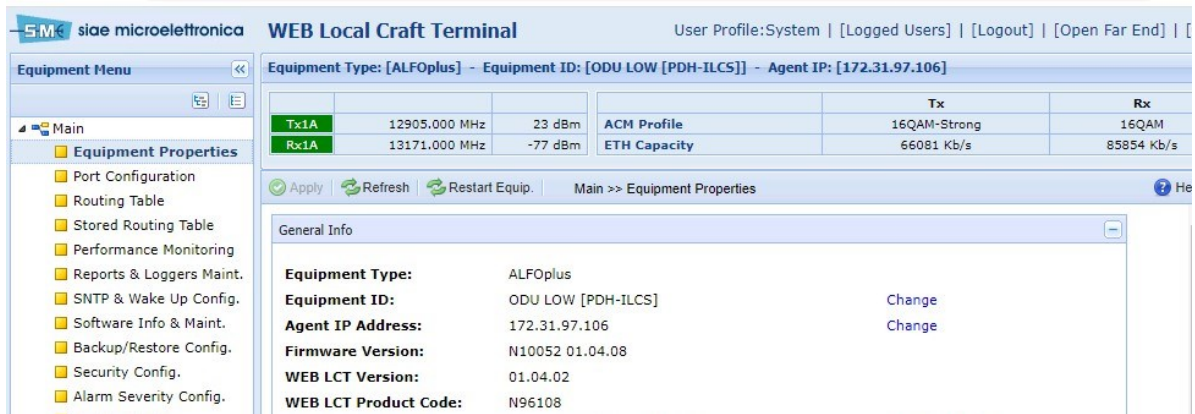 SIAE siae microelettronica WEB Local Craft Terminal User Profile:System | [Logged Users] | [Logout] | [Open Far End] | [
Equipment Menu
Equipment Type: [ALFOplus] - Equipment ID: [ODU LOW [PDH-ILCS]] - Agent IP: [172.31.97.106]
Tx Rx
Tx1A 12905.000 MHz 23 dBm ACM Profile 16QAM-Strong 16QAM
Rx1A 13171.000 MHz -77 dBm ETH Capacity 66081 Kb/s 85854 Kb/s
Main
Equipment Properties
Port Configuration
Routing Table
Stored Routing Table
Performance Monitoring
Reports & Loggers Maint.
SNTP & Wake Up Config.
Software Info & Maint.
Backup/Restore Config.
Security Config.
Alarm Severity Config.
Apply Refresh Restart Equip. Main >> Equipment Properties He
General Info
Equipment Type: ALFOplus
Equipment ID: ODU LOW [PDH-ILCS] Change
Agent IP Address: 172.31.97.106 Change
Firmware Version: N10052 01.04.08
WEB LCT Version: 01.04.02
WEB LCT Product Code: N96108